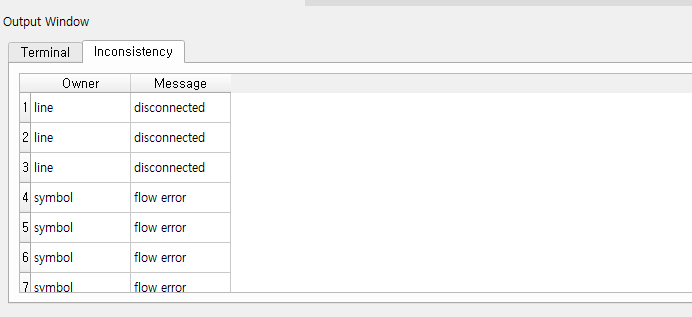 Output Window
Terminal Inconsistency
Owner Message
1 line disconnected
2 line disconnected
3 line disconnected
4 symbol flow error
5 symbol flow error
6 symbol flow error
7 symbol flow error